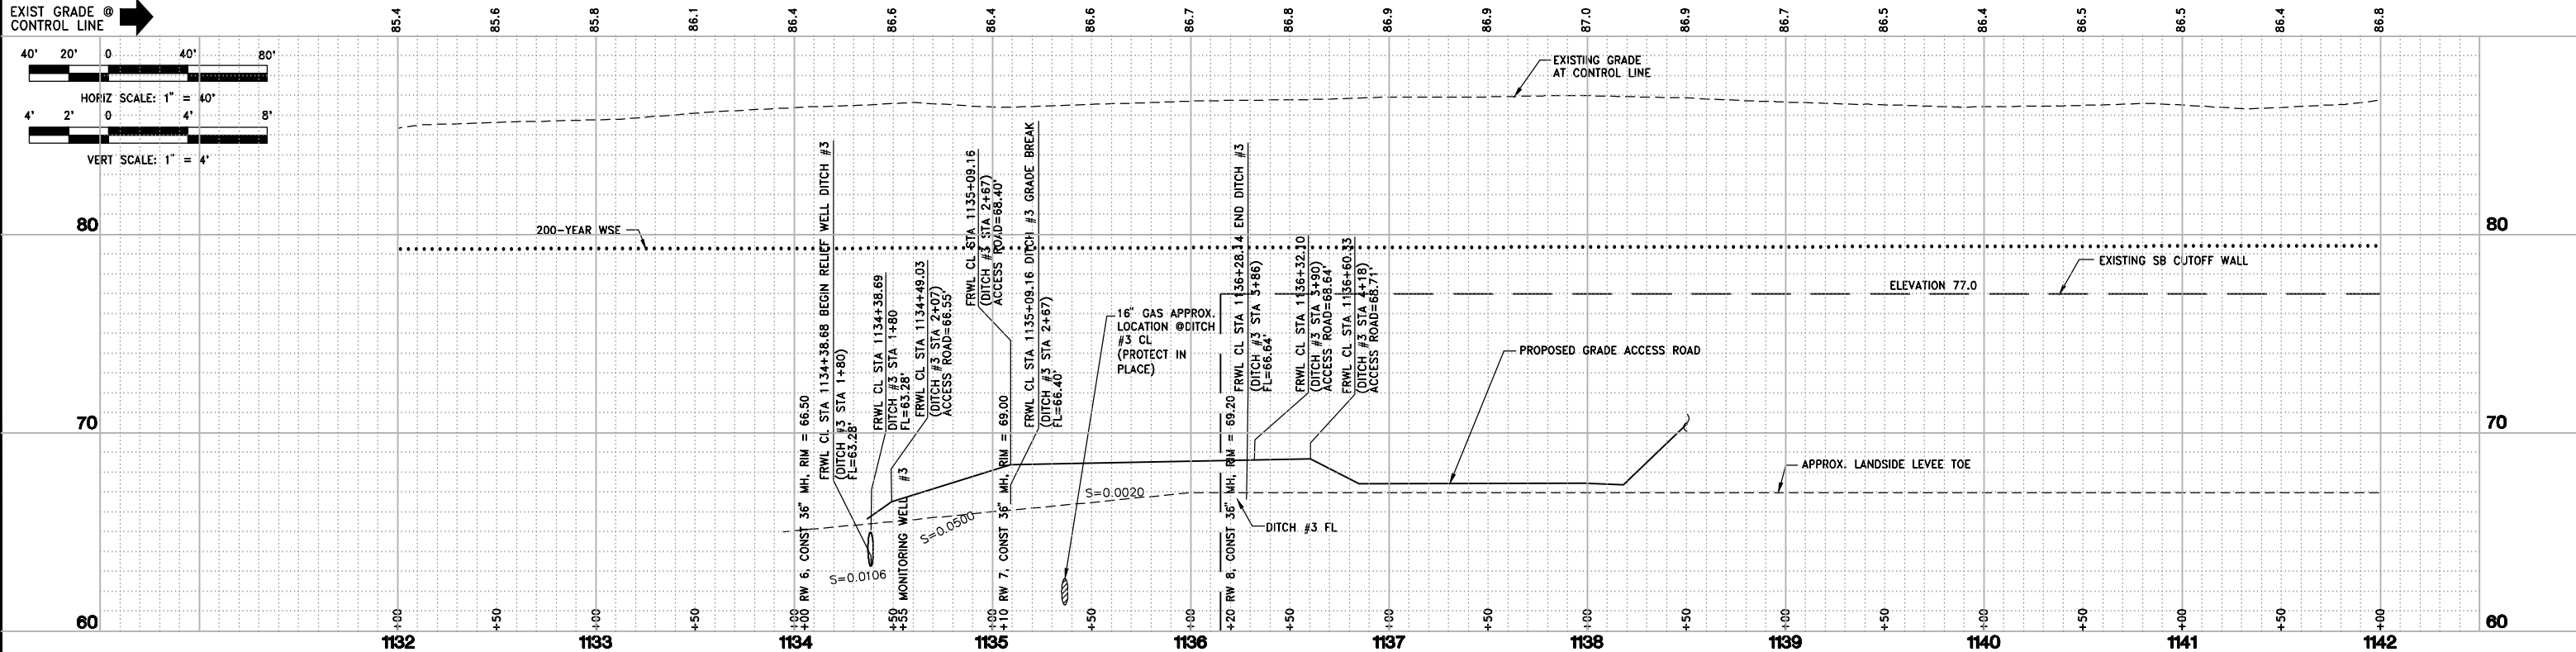 EXIST GRADE @
CONTROL LINE
85.4 85.6 85.8 86.1 86.4 86.6 86.4 86.6 86.7 86.8 86.9 86.9 87.0 86.9 86.7 86.5 86.4 86.5 86.5 86.4 86.8
40' 20' 0 40' 80'
HORIZ SCALE: 1" = 40'
4' 2' 0 4' 8'
VERT SCALE: 1" = 4'
EXISTING GRADE
AT CONTROL LINE
80
80
200-YEAR WSE
EXISTING SB CUTOFF WALL
ELEVATION 77.0
RW 6, CONST 36" MH, RIM = 66.50
FRWL CL STA 1134+38.68 BEGIN RELIEF WELL DITCH #3
(DITCH #3 STA 1+80)
FL=63.28'
FRWL CL STA 1134+38.69
DITCH #3 STA 1+80
FL=63.28'
MONITORING WELL #3
FRWL CL STA 1134+49.03
(DITCH #3 STA 2+07)
ACCESS ROAD=66.55'
FRWL CL STA 1135+09.16
(DITCH #3 STA 2+67)
ACCESS ROAD=68.40'
RW 7, CONST 36" MH, RIM = 69.00
FRWL CL STA 1135+09.16 DITCH #3 GRADE BREAK
(DITCH #3 STA 2+67)
FL=66.40'
16" GAS APPROX.
LOCATION @DITCH
#3 CL
(PROTECT IN
PLACE)
RW 8, CONST 36" MH, RIM = 69.20
FRWL CL STA 1136+28.14 END DITCH #3
(DITCH #3 STA 3+86)
FL=66.64'
FRWL CL STA 1136+32.10
(DITCH #3 STA 3+90)
ACCESS ROAD=68.64'
FRWL CL STA 1136+60.33
(DITCH #3 STA 4+18)
ACCESS ROAD=68.71'
PROPOSED GRADE ACCESS ROAD
70
70
APPROX. LANDSIDE LEVEE TOE
S=0.0020
S=0.0500
DITCH #3 FL
S=0.0106
60
60
+00 +50 +00 +50 +00 +55 +00 +10 +50 +00 +20 +50 +00 +50 +00 +50 +00 +50 +00 +50 +00 +50 +00
1132 1133 1134 1135 1136 1137 1138 1139 1140 1141 1142